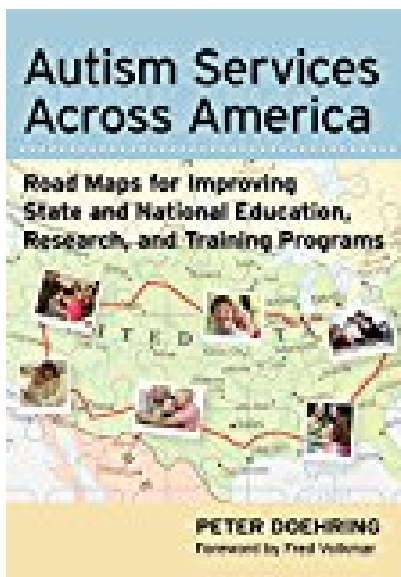 Autism Services
Across America
Road Maps for Improving
State and National Education,
Research, and Training Programs
PETER DOEHRING
Foreword by Fred Volkmar